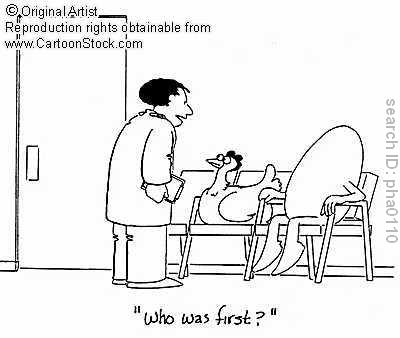 © Original Artist
Reproduction rights obtainable from
www.CartoonStock.com
search ID: pha0110
"Who was first?"